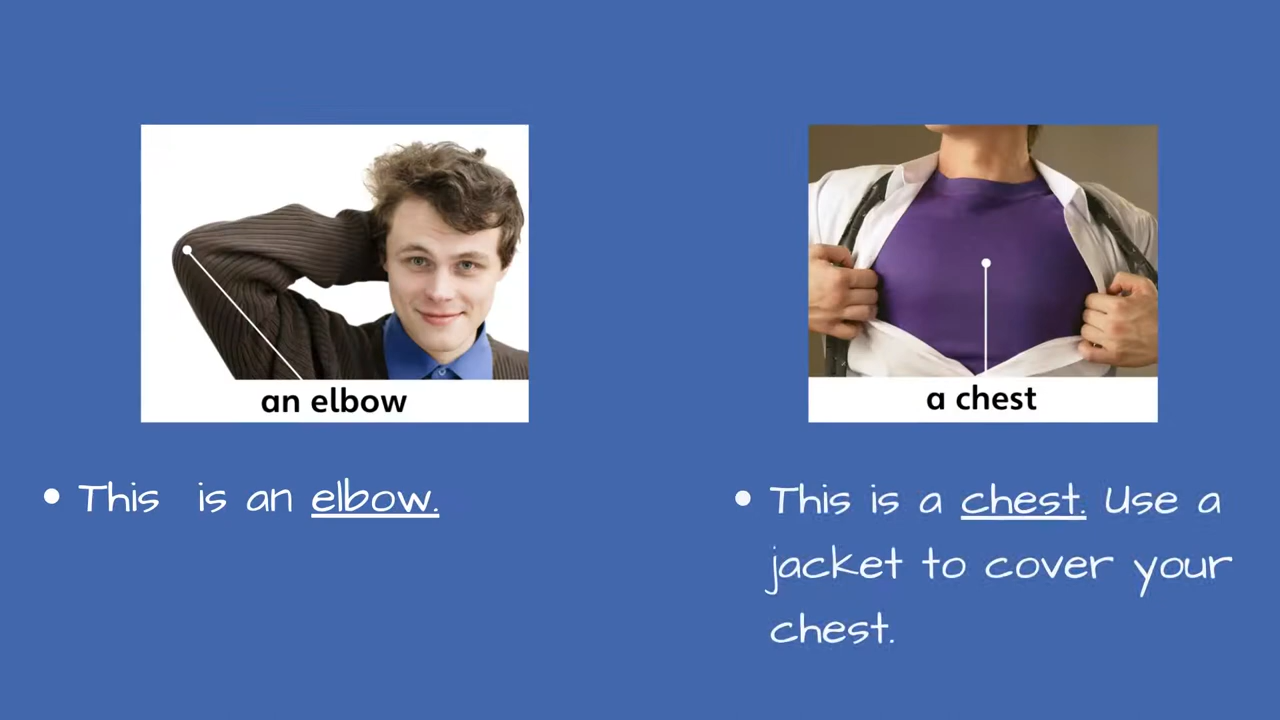 an elbow
a chest
• This is an elbow.
• This is a chest. Use a
jacket to cover your
chest.